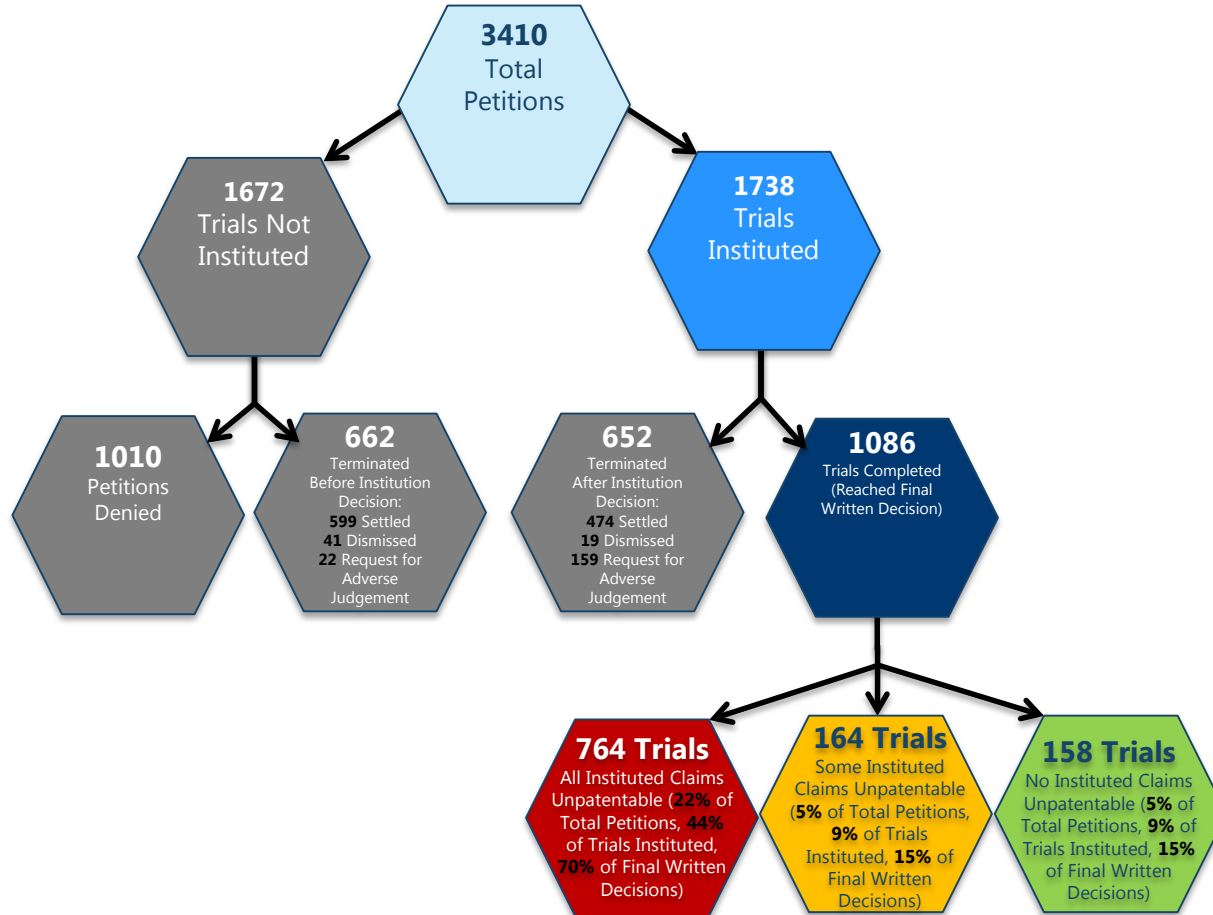 3410
Total
Petitions
1672
Trials Not
Instituted
1738
Trials
Instituted
1010
Petitions
Denied
662
Terminated
Before Institution
Decision:
599 Settled
41 Dismissed
22 Request for
Adverse
Judgement
652
Terminated
After Institution
Decision:
474 Settled
19 Dismissed
159 Request for
Adverse
Judgement
1086
Trials Completed
(Reached Final
Written Decision)
764 Trials
All Instituted Claims
Unpatentable (22% of
Total Petitions, 44%
of Trials Instituted,
70% of Final Written
Decisions)
164 Trials
Some Instituted
Claims Unpatentable
(5% of Total Petitions,
9% of Trials
Instituted, 15% of
Final Written
Decisions)
158 Trials
No Instituted Claims
Unpatentable (5% of
Total Petitions, 9% of
Trials Instituted, 15%
of Final Written
Decisions)